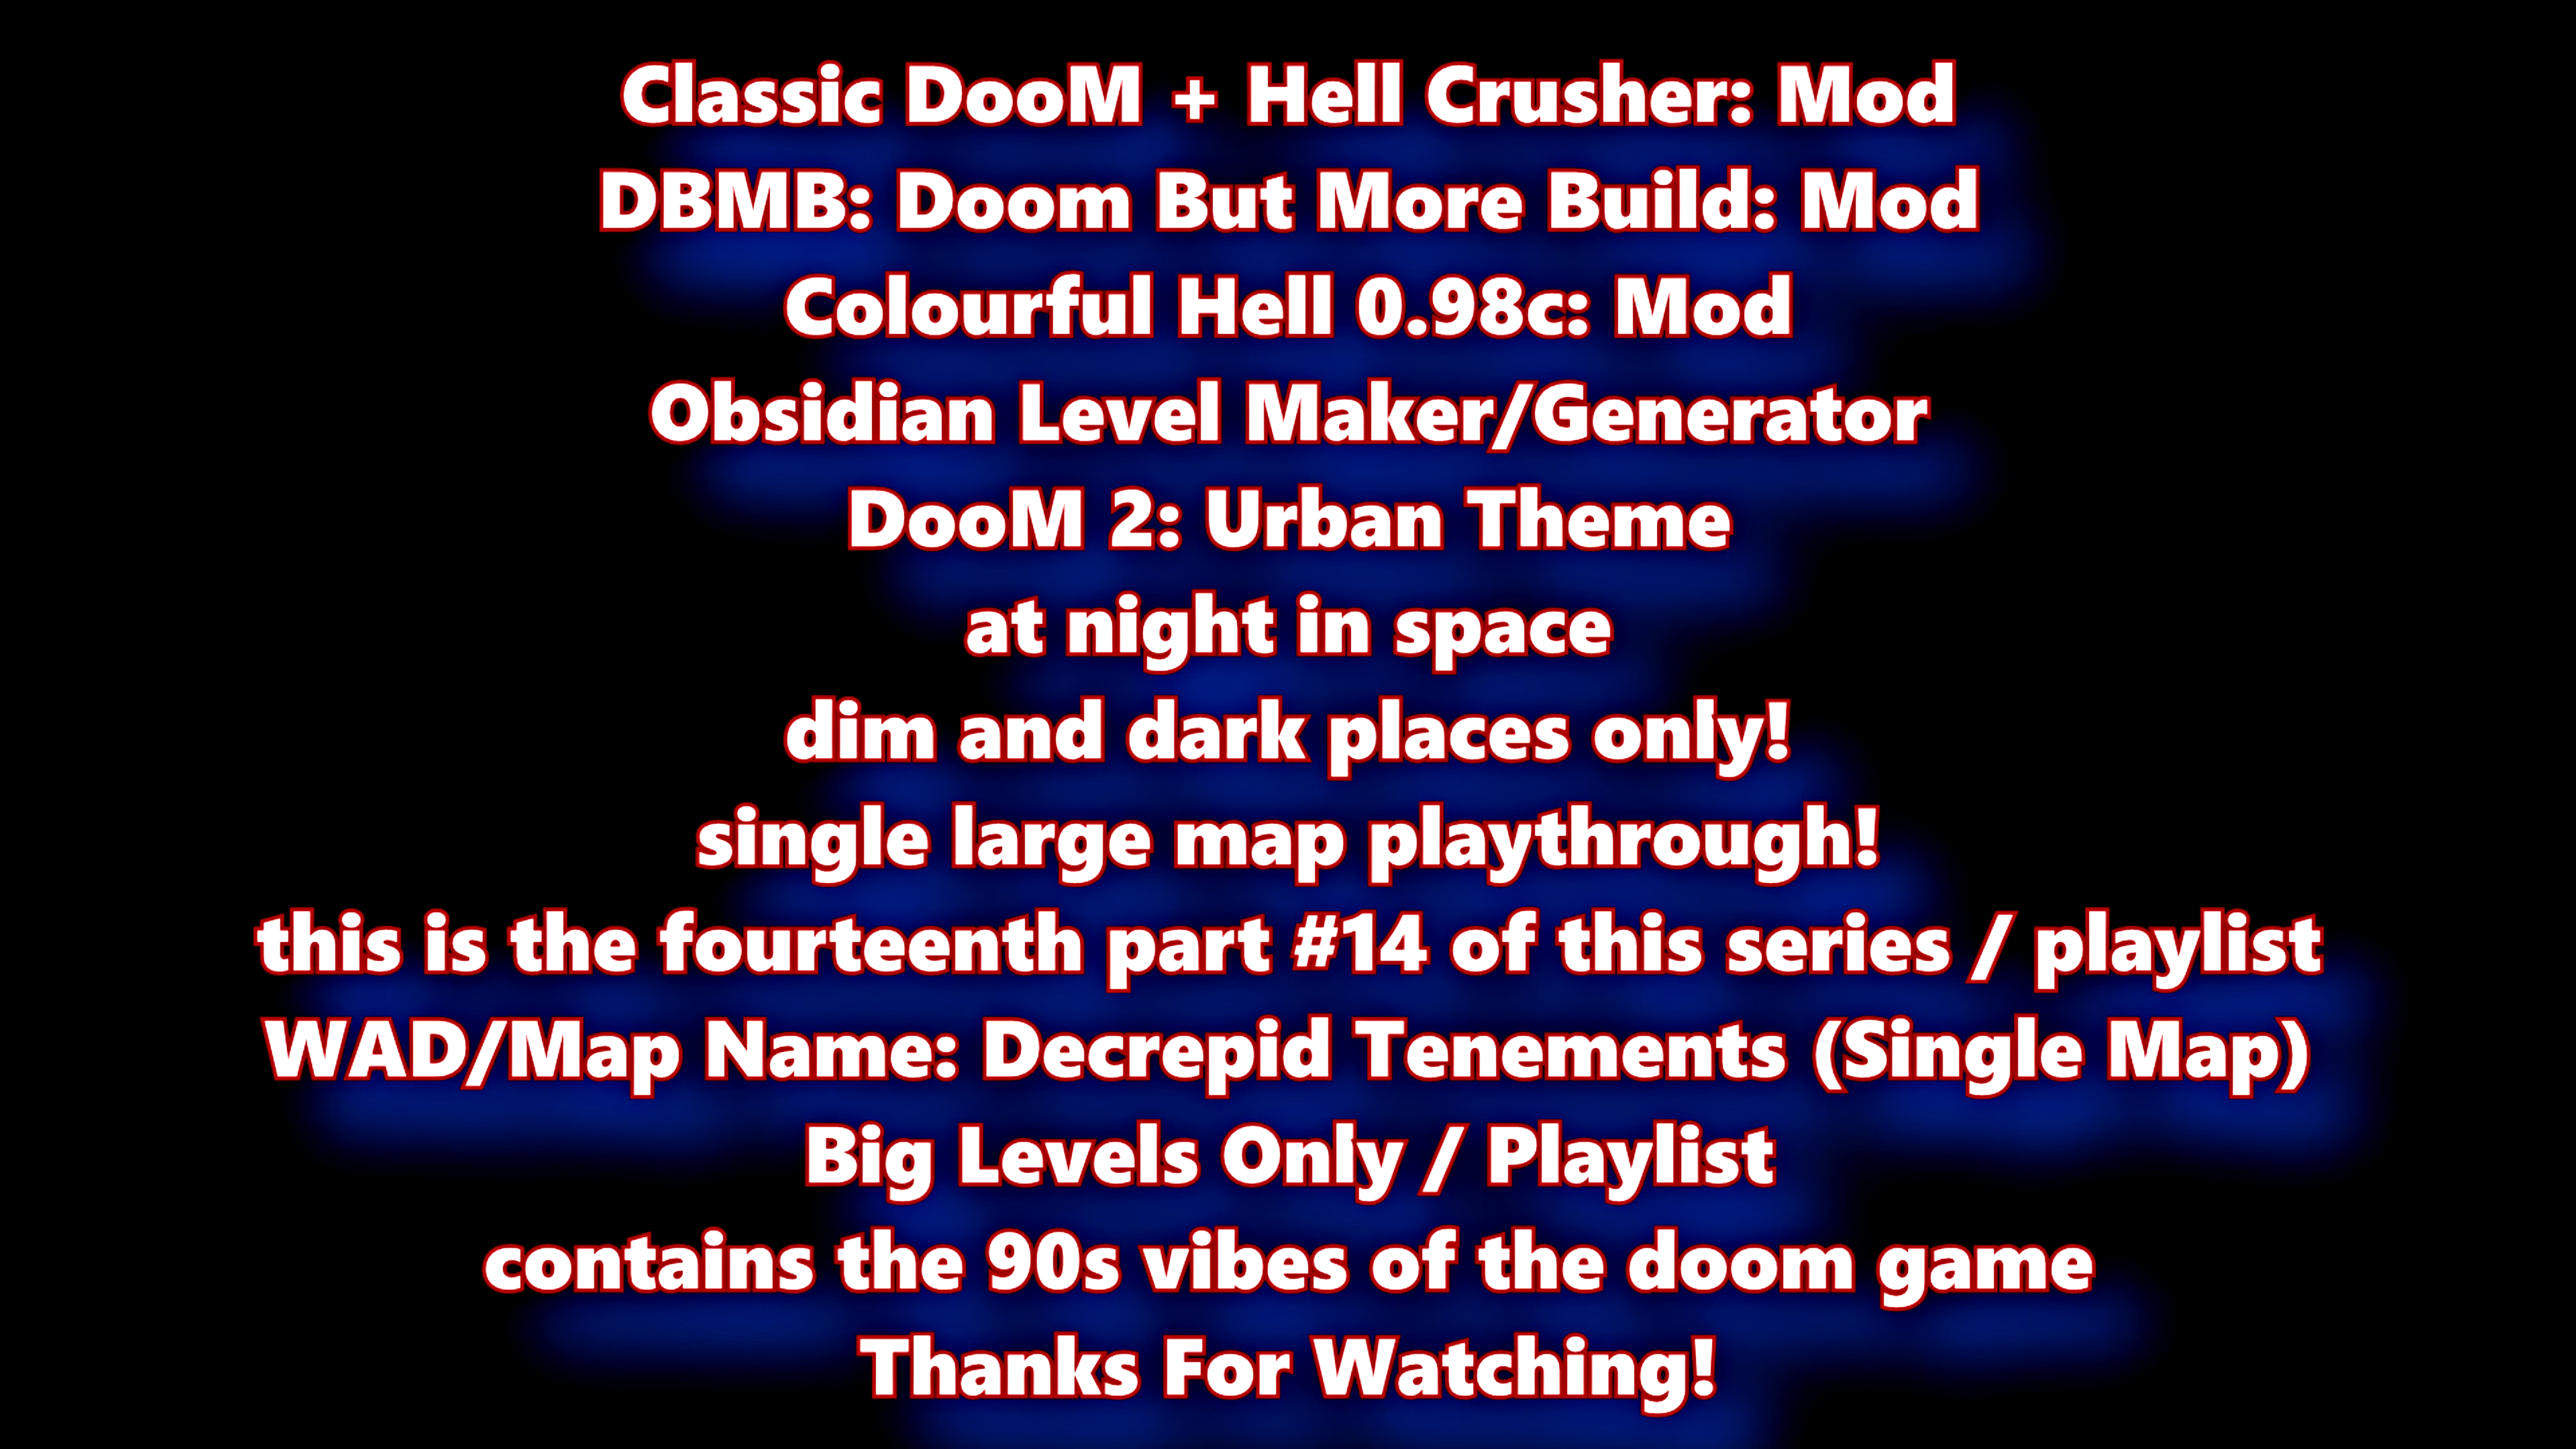 Classic DooM + Hell Crusher: Mod
DBMB: Doom But More Build: Mod
Colourful Hell 0.98c: Mod
Obsidian Level Maker/Generator
DooM 2: Urban Theme
at night in space
dim and dark places only!
single large map playthrough!
this is the fourteenth part #14 of this series / playlist
WAD/Map Name: Decrepid Tenements (Single Map)
Big Levels Only / Playlist
contains the 90s vibes of the doom game
Thanks For Watching!